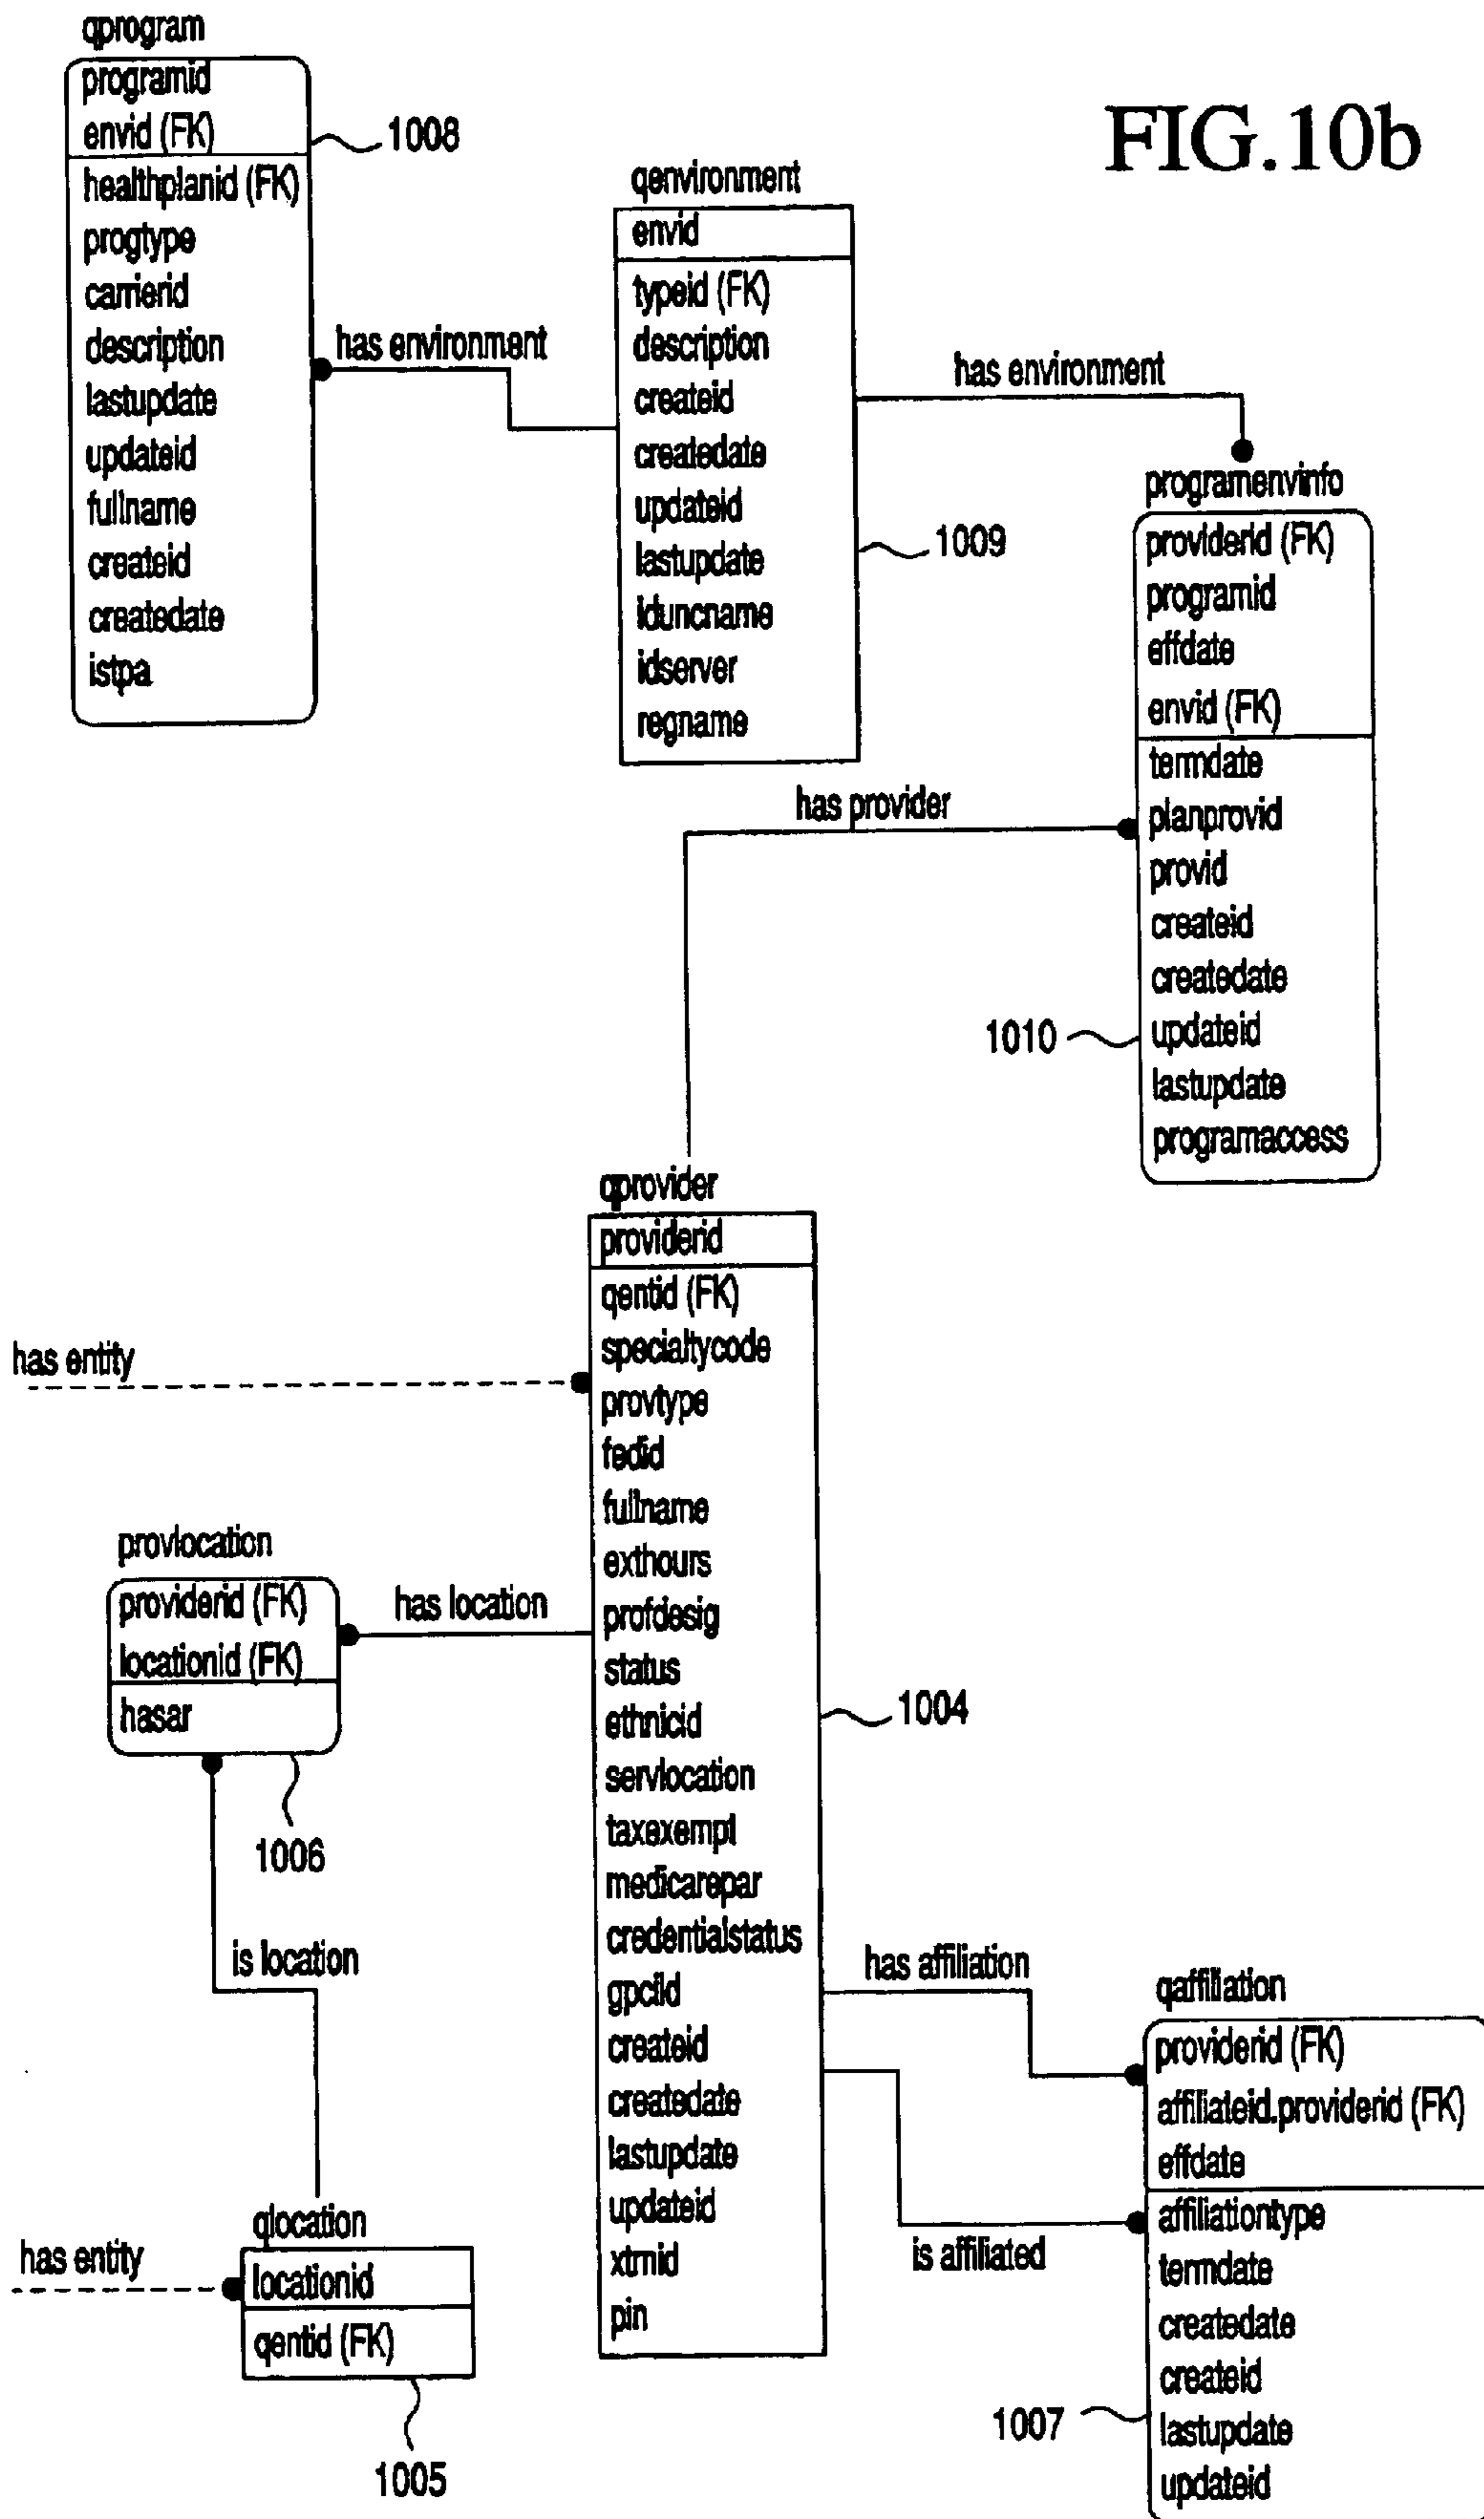 FIG.10b
qprogram
programid
envid (FK)
healthplanid (FK)
progtype
carrierid
description
lastupdate
updateid
fullname
createid
createdate
istpa
1008
has environment
qenvironment
envid
typeid (FK)
description
createid
createdate
updateid
lastupdate
iduncname
idserver
regname
1009
has environment
programenvinfo
providerid (FK)
programid
effdate
envid (FK)
termdate
planprovid
provid
createid
createdate
updateid
lastupdate
programaccess
1010
has provider
qprovider
providerid
qentid (FK)
specialtycode
provtype
fedid
fullname
exthours
profdesig
status
ethnicid
servlocation
taxexempt
medicarepar
credentialstatus
gpciid
createid
createdate
lastupdate
updateid
xtrnid
pin
1004
has entity
provlocation
providerid (FK)
locationid (FK)
hasar
1006
has location
is location
qlocation
locationid
qentid (FK)
1005
has entity
has affiliation
is affiliated
qaffiliation
providerid (FK)
affiliateid.providerid (FK)
effdate
affiliationtype
termdate
createdate
createid
lastupdate
updateid
1007